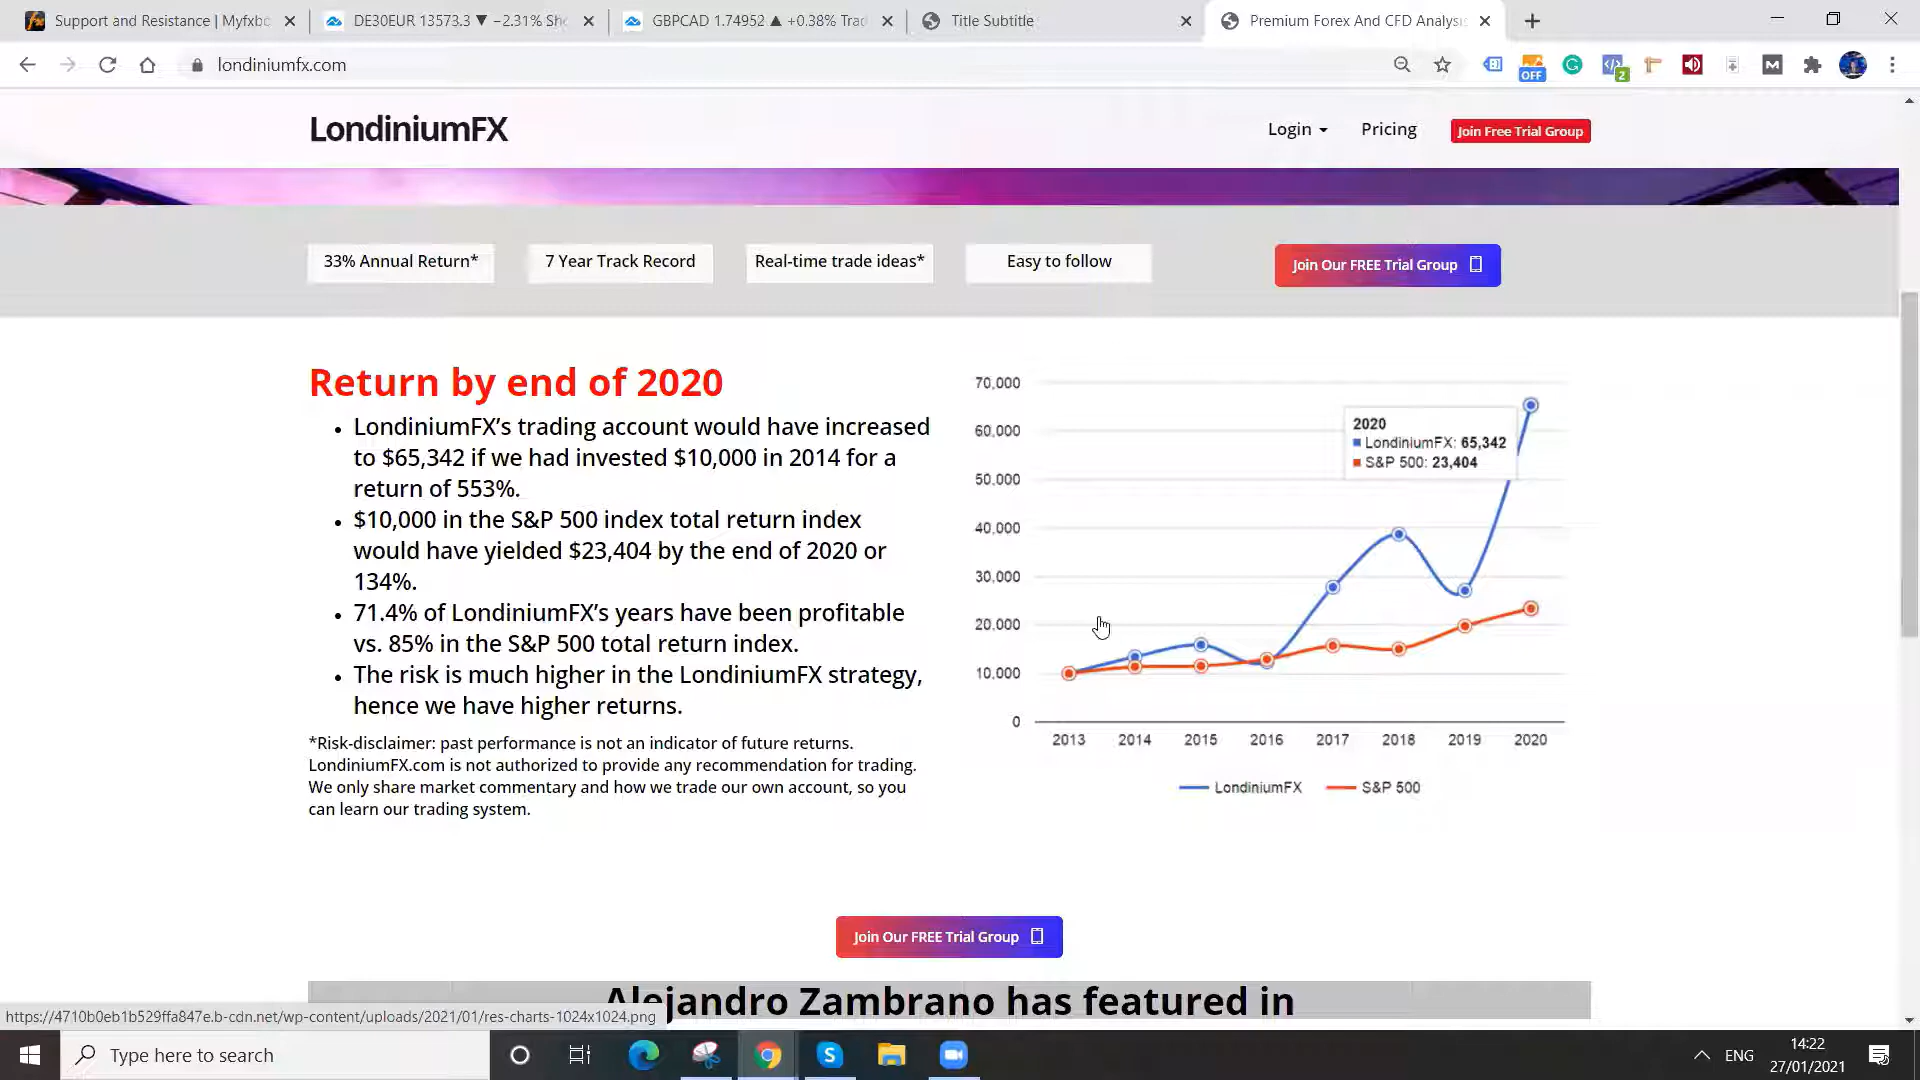 Support and Resistance | Myfxbo
DE30EUR 13573.3 ▼ −2.31% Sho
GBPCAD 1.74952 ▲ +0.38% Trad
Title Subtitle
Premium Forex And CFD Analysis
londiniumfx.com
OFF
2
LondiniumFX
Login
Pricing
Join Free Trial Group
33% Annual Return*
7 Year Track Record
Real-time trade ideas*
Easy to follow
Join Our FREE Trial Group
Return by end of 2020
• LondiniumFX's trading account would have increased
to $65,342 if we had invested $10,000 in 2014 for a
return of 553%.
• $10,000 in the S&P 500 index total return index
would have yielded $23,404 by the end of 2020 or
134%.
• 71.4% of LondiniumFX's years have been profitable
vs. 85% in the S&P 500 total return index.
• The risk is much higher in the LondiniumFX strategy,
hence we have higher returns.
*Risk-disclaimer: past performance is not an indicator of future returns.
LondiniumFX.com is not authorized to provide any recommendation for trading.
We only share market commentary and how we trade our own account, so you
can learn our trading system.
70,000
60,000
50,000
40,000
30,000
20,000
10,000
0
2020
LondiniumFX: 65,342
S&P 500: 23,404
2013 2014 2015 2016 2017 2018 2019 2020
LondiniumFX S&P 500
Join Our FREE Trial Group
Alejandro Zambrano has featured in
https://4710b0eb1b529ffa847e.b-cdn.net/wp-content/uploads/2021/01/res-charts-1024x1024.png
Type here to search
ENG
14:22
27/01/2021